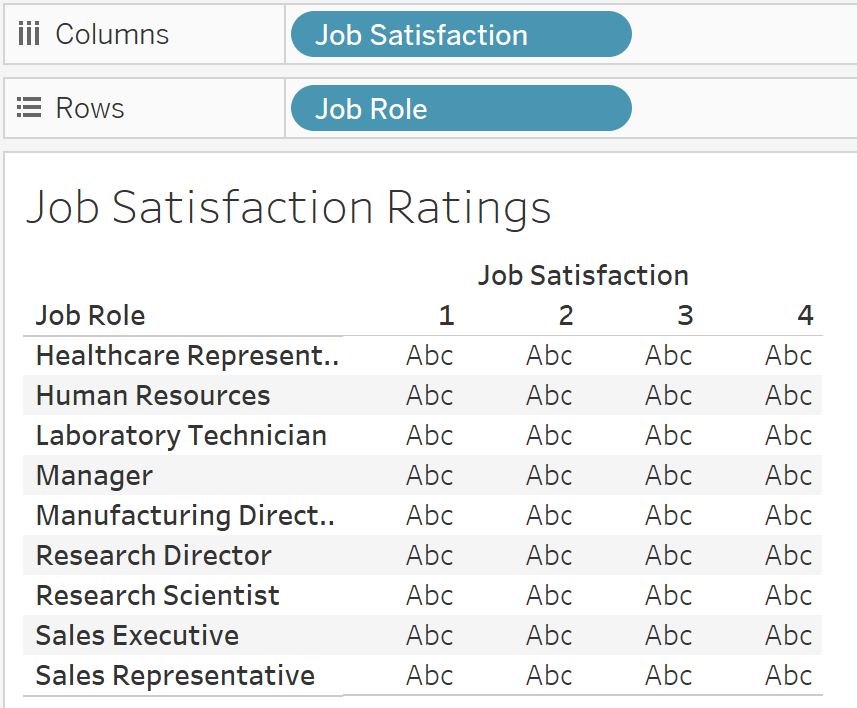 Columns Job Satisfaction
Rows Job Role
Job Satisfaction Ratings
Job Satisfaction
Job Role 1 2 3 4
Healthcare Represent.. Abc Abc Abc Abc
Human Resources Abc Abc Abc Abc
Laboratory Technician Abc Abc Abc Abc
Manager Abc Abc Abc Abc
Manufacturing Direct.. Abc Abc Abc Abc
Research Director Abc Abc Abc Abc
Research Scientist Abc Abc Abc Abc
Sales Executive Abc Abc Abc Abc
Sales Representative Abc Abc Abc Abc